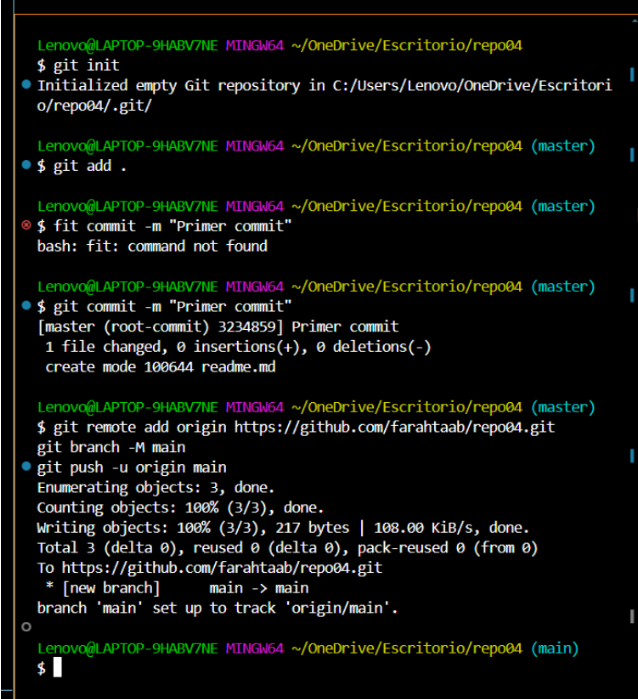 Lenovo@LAPTOP-9HABV7NE MINGW64 ~/OneDrive/Escritorio/repo04
$ git init
Initialized empty Git repository in C:/Users/Lenovo/OneDrive/Escritori
o/repo04/.git/
Lenovo@LAPTOP-9HABV7NE MINGW64 ~/OneDrive/Escritorio/repo04 (master)
$ git add .
Lenovo@LAPTOP-9HABV7NE MINGW64 ~/OneDrive/Escritorio/repo04 (master)
$ fit commit -m "Primer commit"
bash: fit: command not found
Lenovo@LAPTOP-9HABV7NE MINGW64 ~/OneDrive/Escritorio/repo04 (master)
$ git commit -m "Primer commit"
[master (root-commit) 3234859] Primer commit
 1 file changed, 0 insertions(+), 0 deletions(-)
 create mode 100644 readme.md
Lenovo@LAPTOP-9HABV7NE MINGW64 ~/OneDrive/Escritorio/repo04 (master)
$ git remote add origin https://github.com/farahtaab/repo04.git
git branch -M main
git push -u origin main
Enumerating objects: 3, done.
Counting objects: 100% (3/3), done.
Writing objects: 100% (3/3), 217 bytes | 108.00 KiB/s, done.
Total 3 (delta 0), reused 0 (delta 0), pack-reused 0 (from 0)
To https://github.com/farahtaab/repo04.git
 * [new branch]      main -> main
branch 'main' set up to track 'origin/main'.
Lenovo@LAPTOP-9HABV7NE MINGW64 ~/OneDrive/Escritorio/repo04 (main)
$